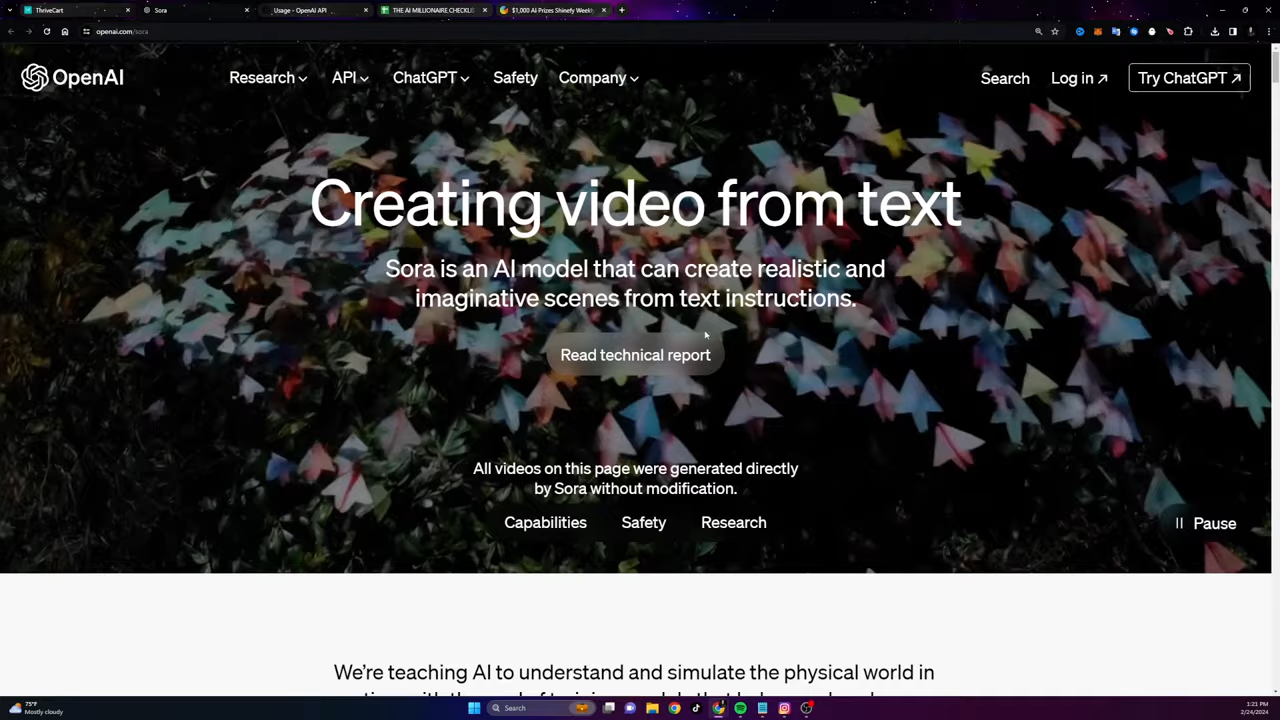 ThriveCart
Sora
Usage - OpenAI API
THE AI MILLIONAIRE CHECKLIS
$1,000 AI Prizes Shinefy Weekly
openai.com/sora
OpenAI
Research
API
ChatGPT
Safety
Company
Search
Log in ↗
Try ChatGPT ↗
Creating video from text
Sora is an AI model that can create realistic and
imaginative scenes from text instructions.
Read technical report
All videos on this page were generated directly
by Sora without modification.
Capabilities
Safety
Research
Pause
We’re teaching AI to understand and simulate the physical world in
75°F
Mostly cloudy
Search
1:21 PM
2/24/2024